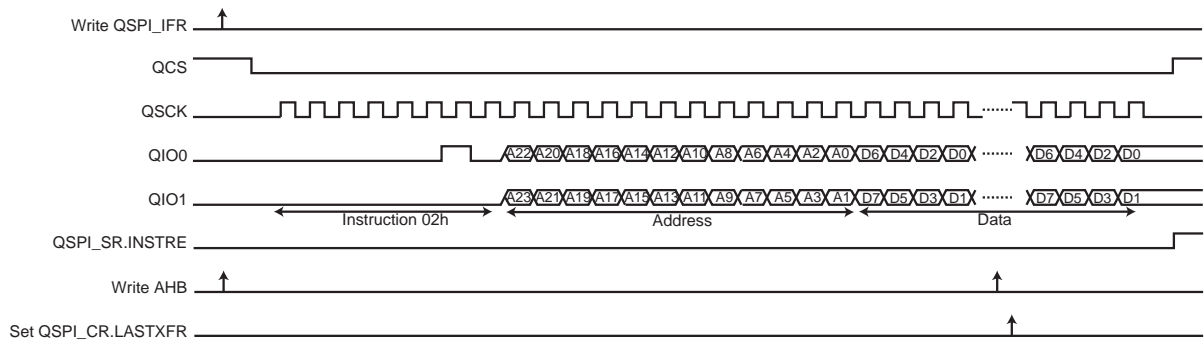 Write QSPI_IFR
QCS
QSCK
QIO0 A22 A20 A18 A16 A14 A12 A10 A8 A6 A4 A2 A0 D6 D4 D2 D0 D6 D4 D2 D0
QIO1 A23 A21 A19 A17 A15 A13 A11 A9 A7 A5 A3 A1 D7 D5 D3 D1 D7 D5 D3 D1
Instruction 02h Address Data
QSPI_SR.INSTRE
Write AHB
Set QSPI_CR.LASTXFR